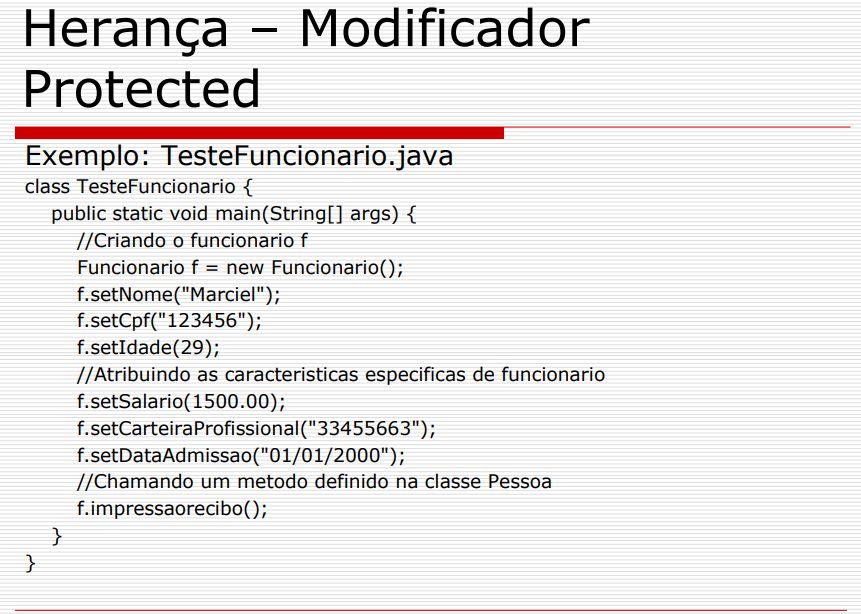 Herança – Modificador
Protected
Exemplo: TesteFuncionario.java
class TesteFuncionario {
public static void main(String[] args) {
//Criando o funcionario f
Funcionario f = new Funcionario();
f.setNome("Marciel");
f.setCpf("123456");
f.setIdade(29);
//Atribuindo as caracteristicas especificas de funcionario
f.setSalario(1500.00);
f.setCarteiraProfissional("33455663");
f.setDataAdmissao("01/01/2000");
//Chamando um metodo definido na classe Pessoa
f.impressaorecibo();
}
}